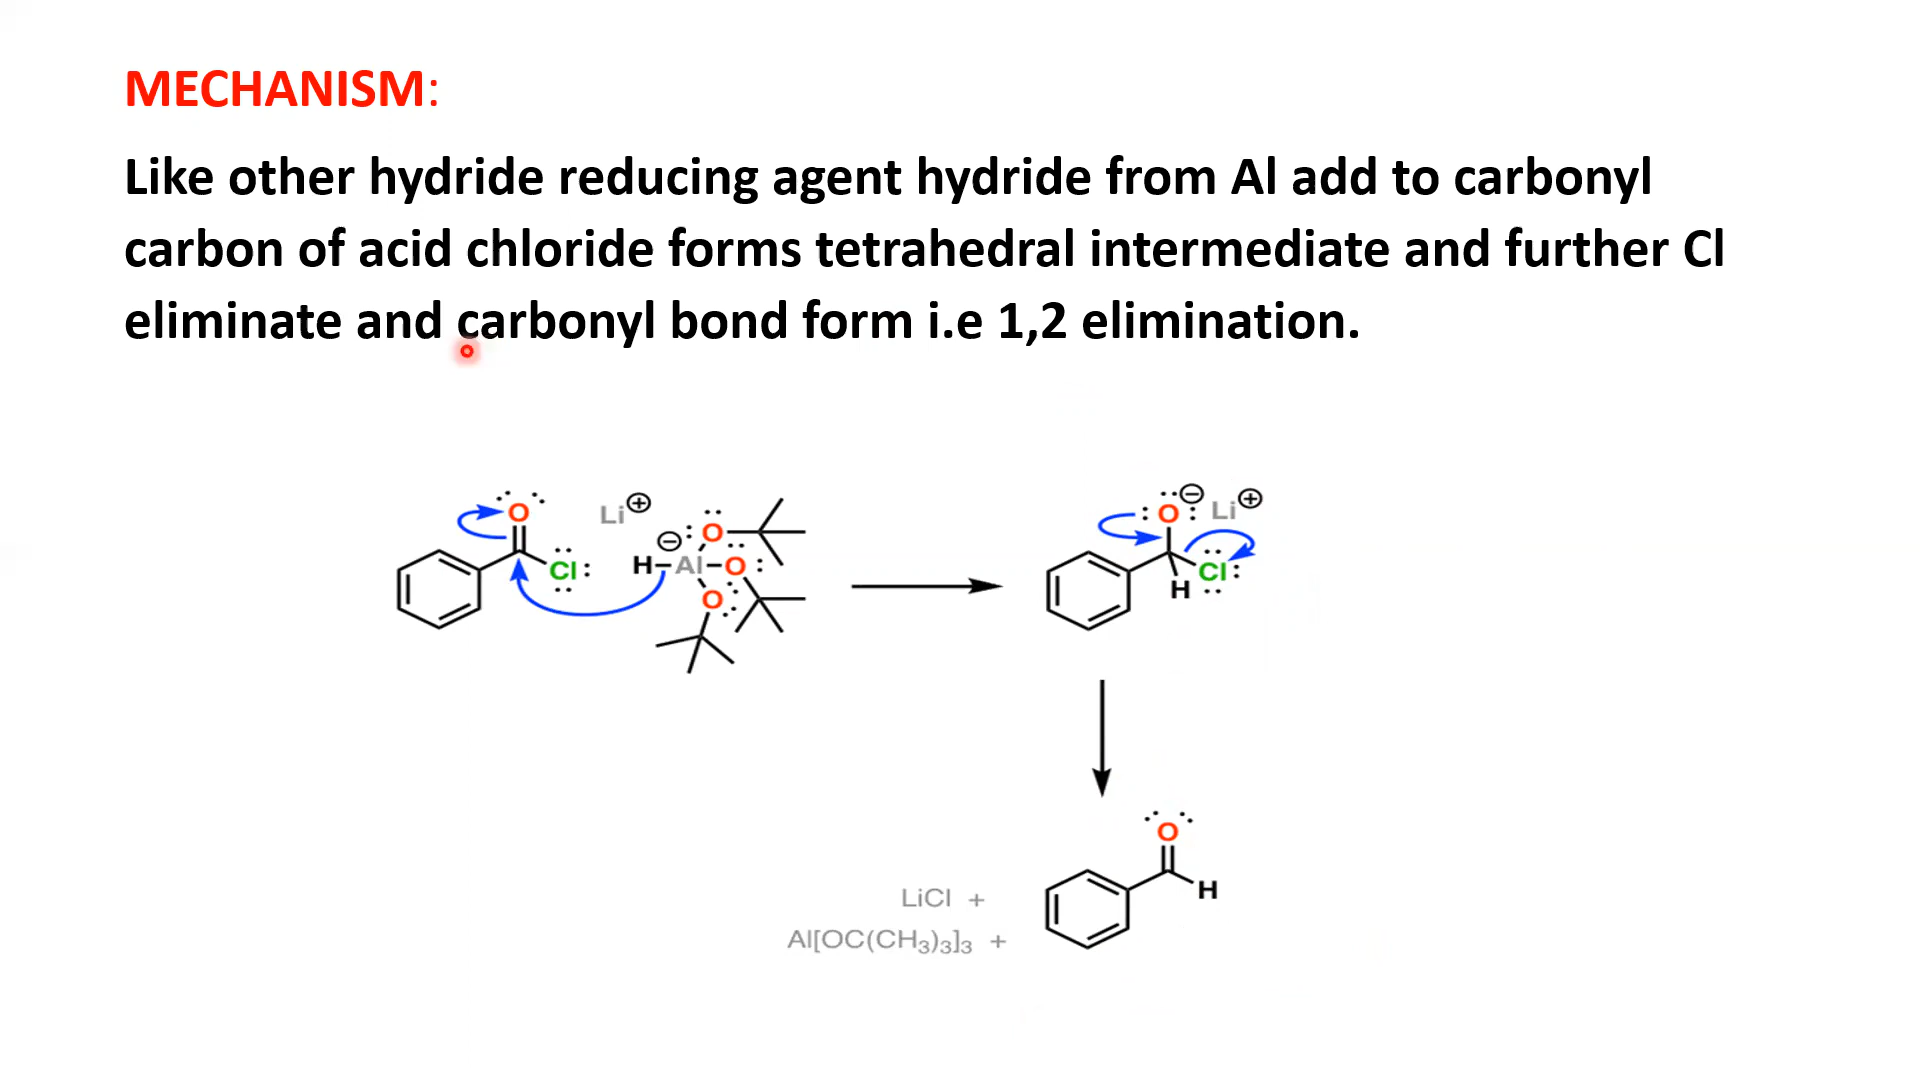 MECHANISM:
Like other hydride reducing agent hydride from Al add to carbonyl
carbon of acid chloride forms tetrahedral intermediate and further Cl
eliminate and carbonyl bond form i.e 1,2 elimination.
O Li⊕ ⊖ O O ⊖ Li⊕
Cl H–Al–O Cl
O H
O
H
LiCl +
Al[OC(CH₃)₃]₃ +